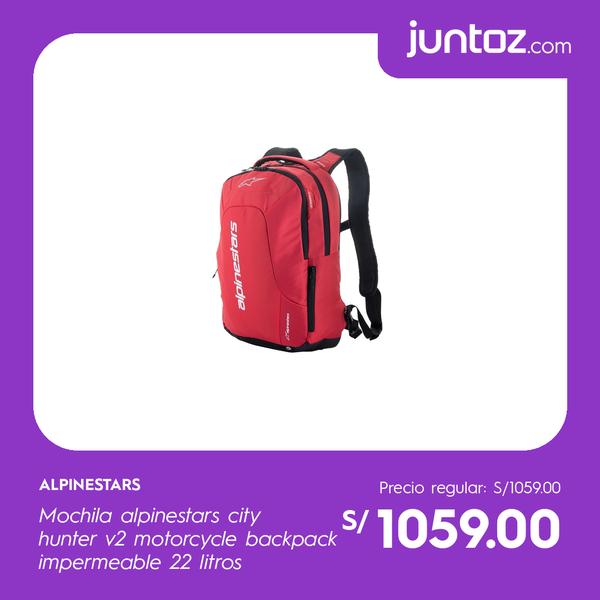 juntoz.com
alpinestars
ALPINESTARS
Mochila alpinestars city
hunter v2 motorcycle backpack
impermeable 22 litros
Precio regular: S/1059.00
S/ 1059.00